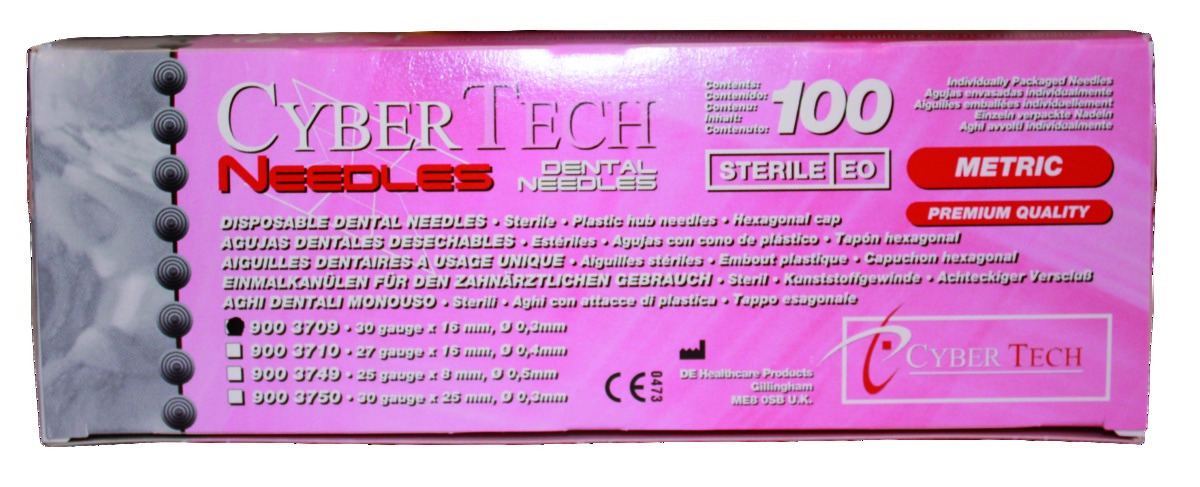 CYBER TECH
NEEDLES
DENTAL
NEEDLES
Contents:
Contenido:
Contenu:
Inhalt:
Contenuto:
100
Individually Packaged Needles
Agujas envasadas individualmente
Aiguilles emballées individuellement
Einzeln verpackte Nadeln
Aghi avvolti individualmente
STERILE EO
METRIC
PREMIUM QUALITY
DISPOSABLE DENTAL NEEDLES • Sterile • Plastic hub needles • Hexagonal cap
AGUJAS DENTALES DESECHABLES • Estériles • Agujas con cono de plástico • Tapón hexagonal
AIGUILLES DENTAIRES A USAGE UNIQUE • Aiguilles stériles • Embout plastique • Capuchon hexagonal
EINMALKANÜLEN FÜR DEN ZAHNÄRZTLICHEN GEBRAUCH • Steril • Kunststoffgewinde • Achteckiger Verscluß
AGHI DENTALI MONOUSO • Sterili • Aghi con attacce di plastica • Tappo esagonale
900 3709 • 30 gauge x 16 mm, Ø 0,3mm
900 3710 • 27 gauge x 16 mm, Ø 0,4mm
900 3749 • 25 gauge x 8 mm, Ø 0,5mm
900 3750 • 30 gauge x 25 mm, Ø 0,3mm
CE 0473
DE Healthcare Products
Gillingham
ME8 0SB U.K.
CYBER TECH